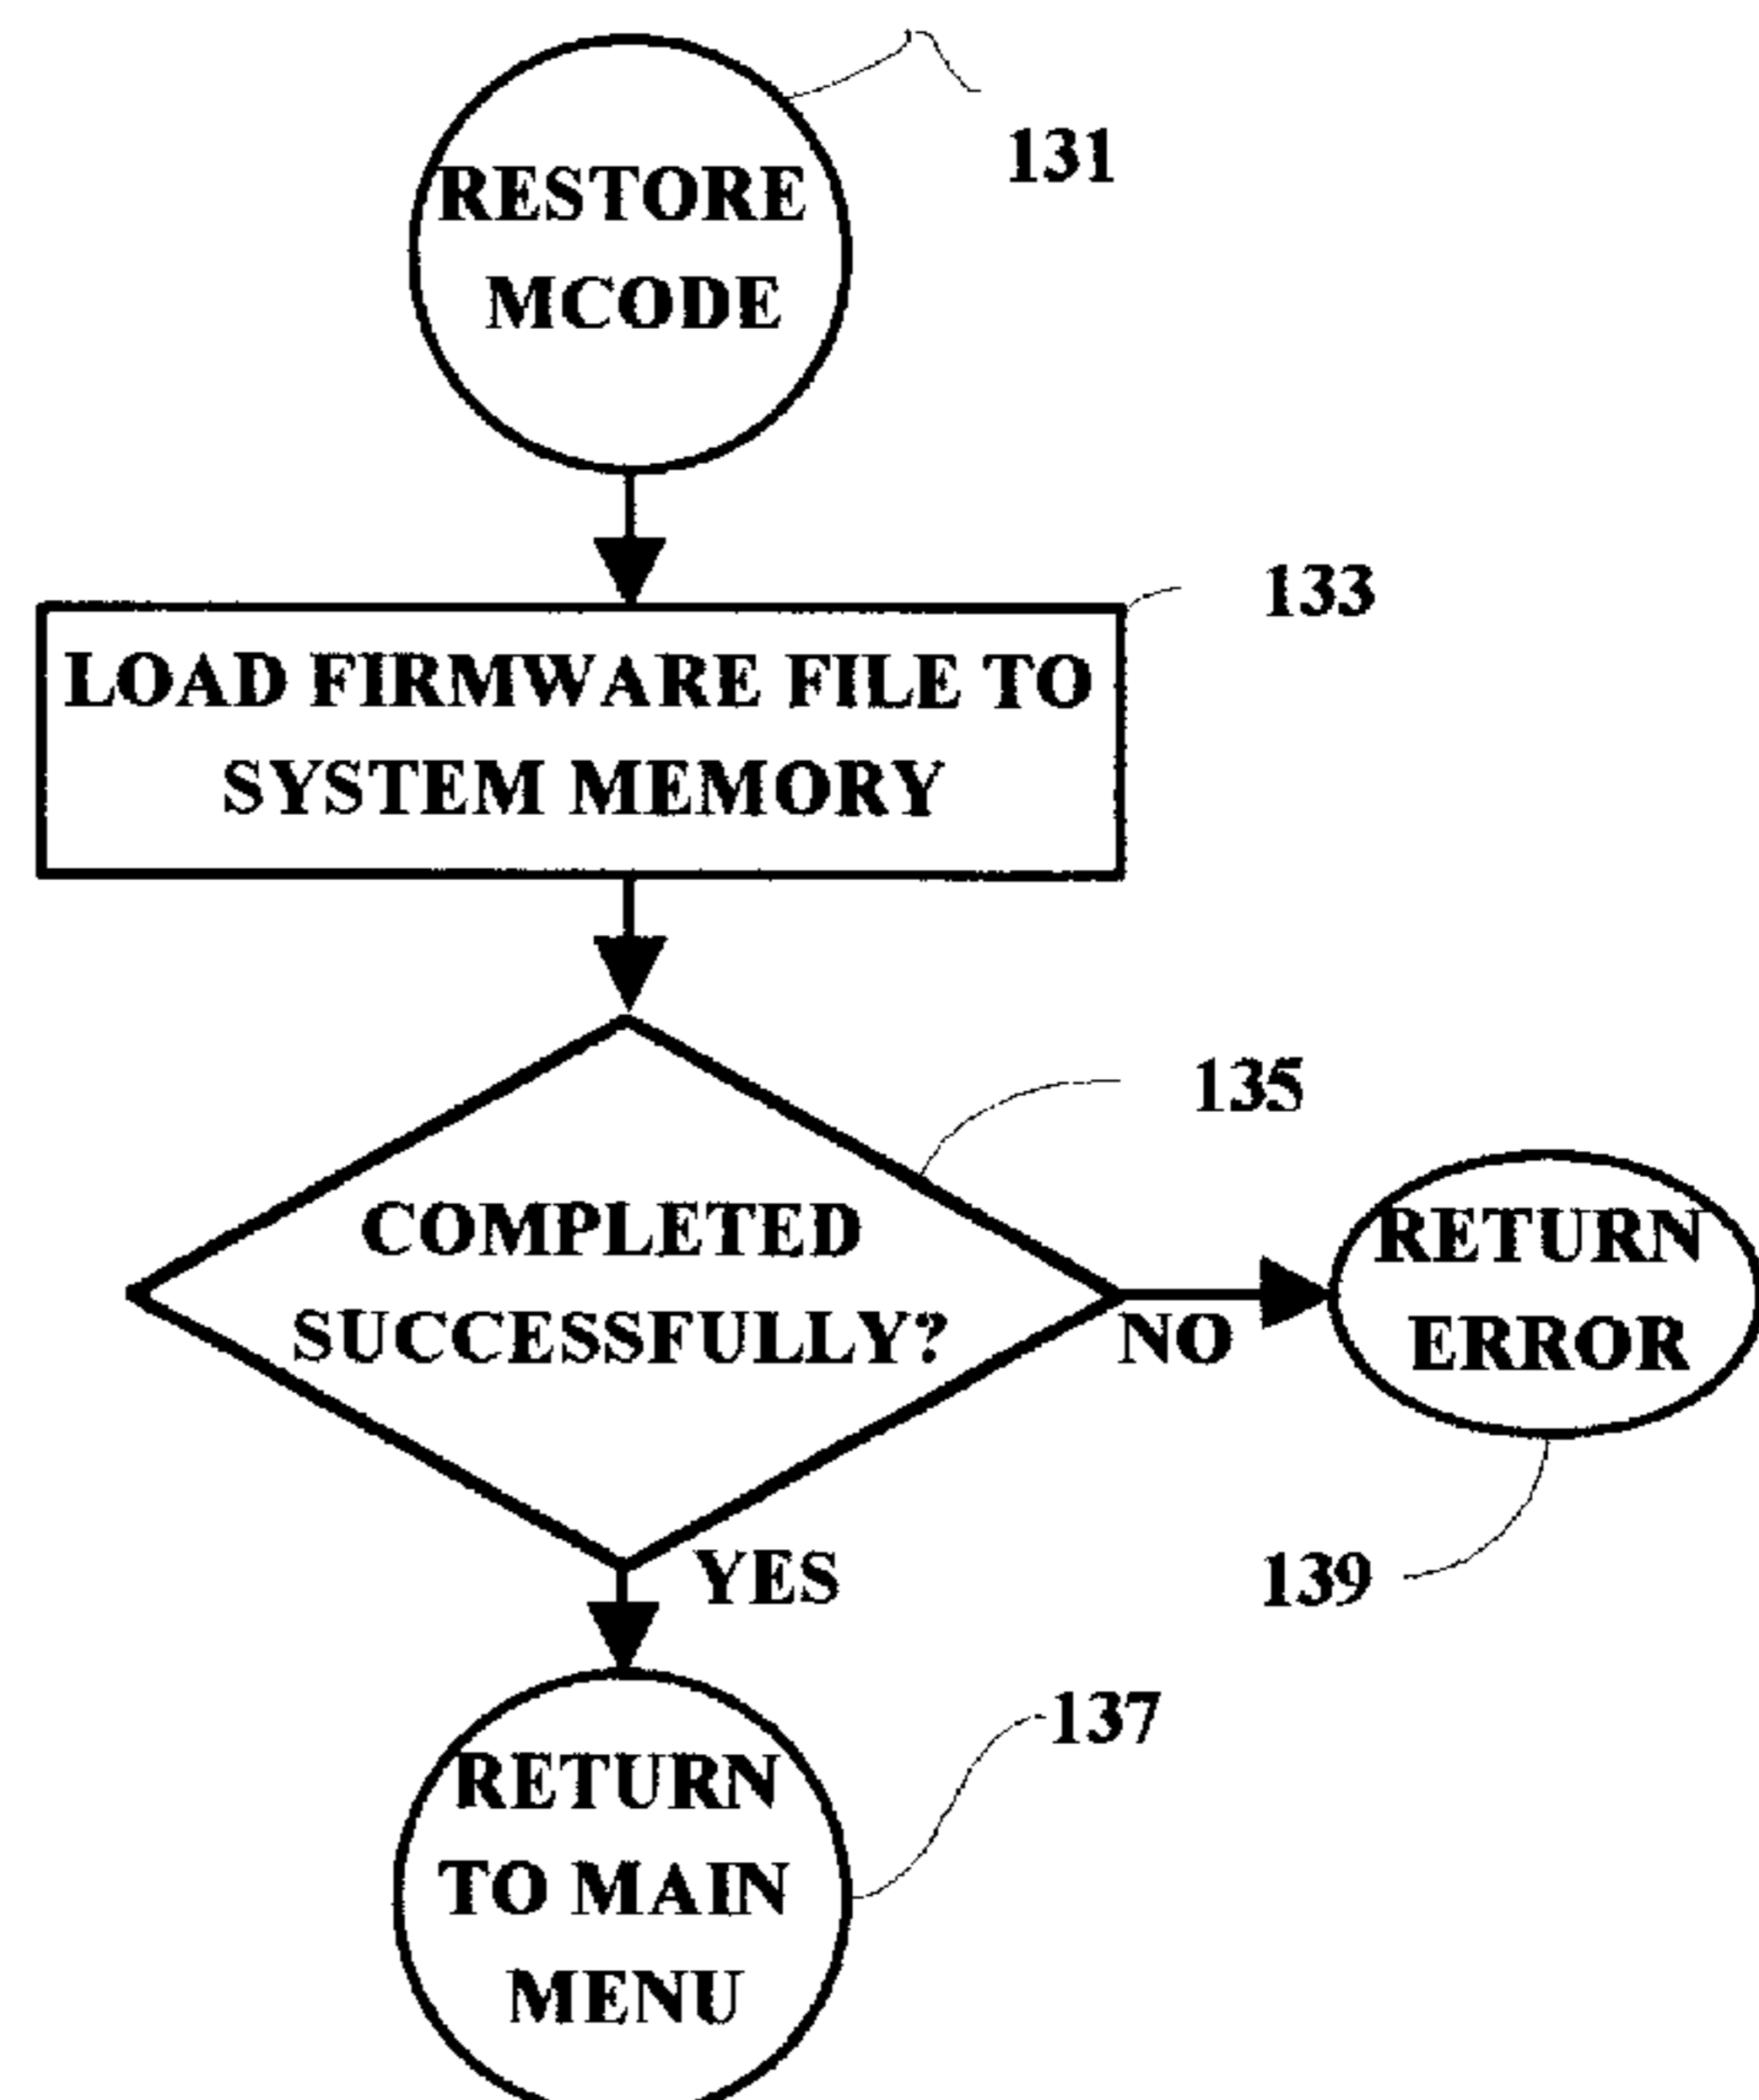 RESTORE
MCODE
131
LOAD FIRMWARE FILE TO
SYSTEM MEMORY
133
COMPLETED
SUCCESSFULLY?
135
NO
RETURN
ERROR
139
YES
RETURN
TO MAIN
MENU
137